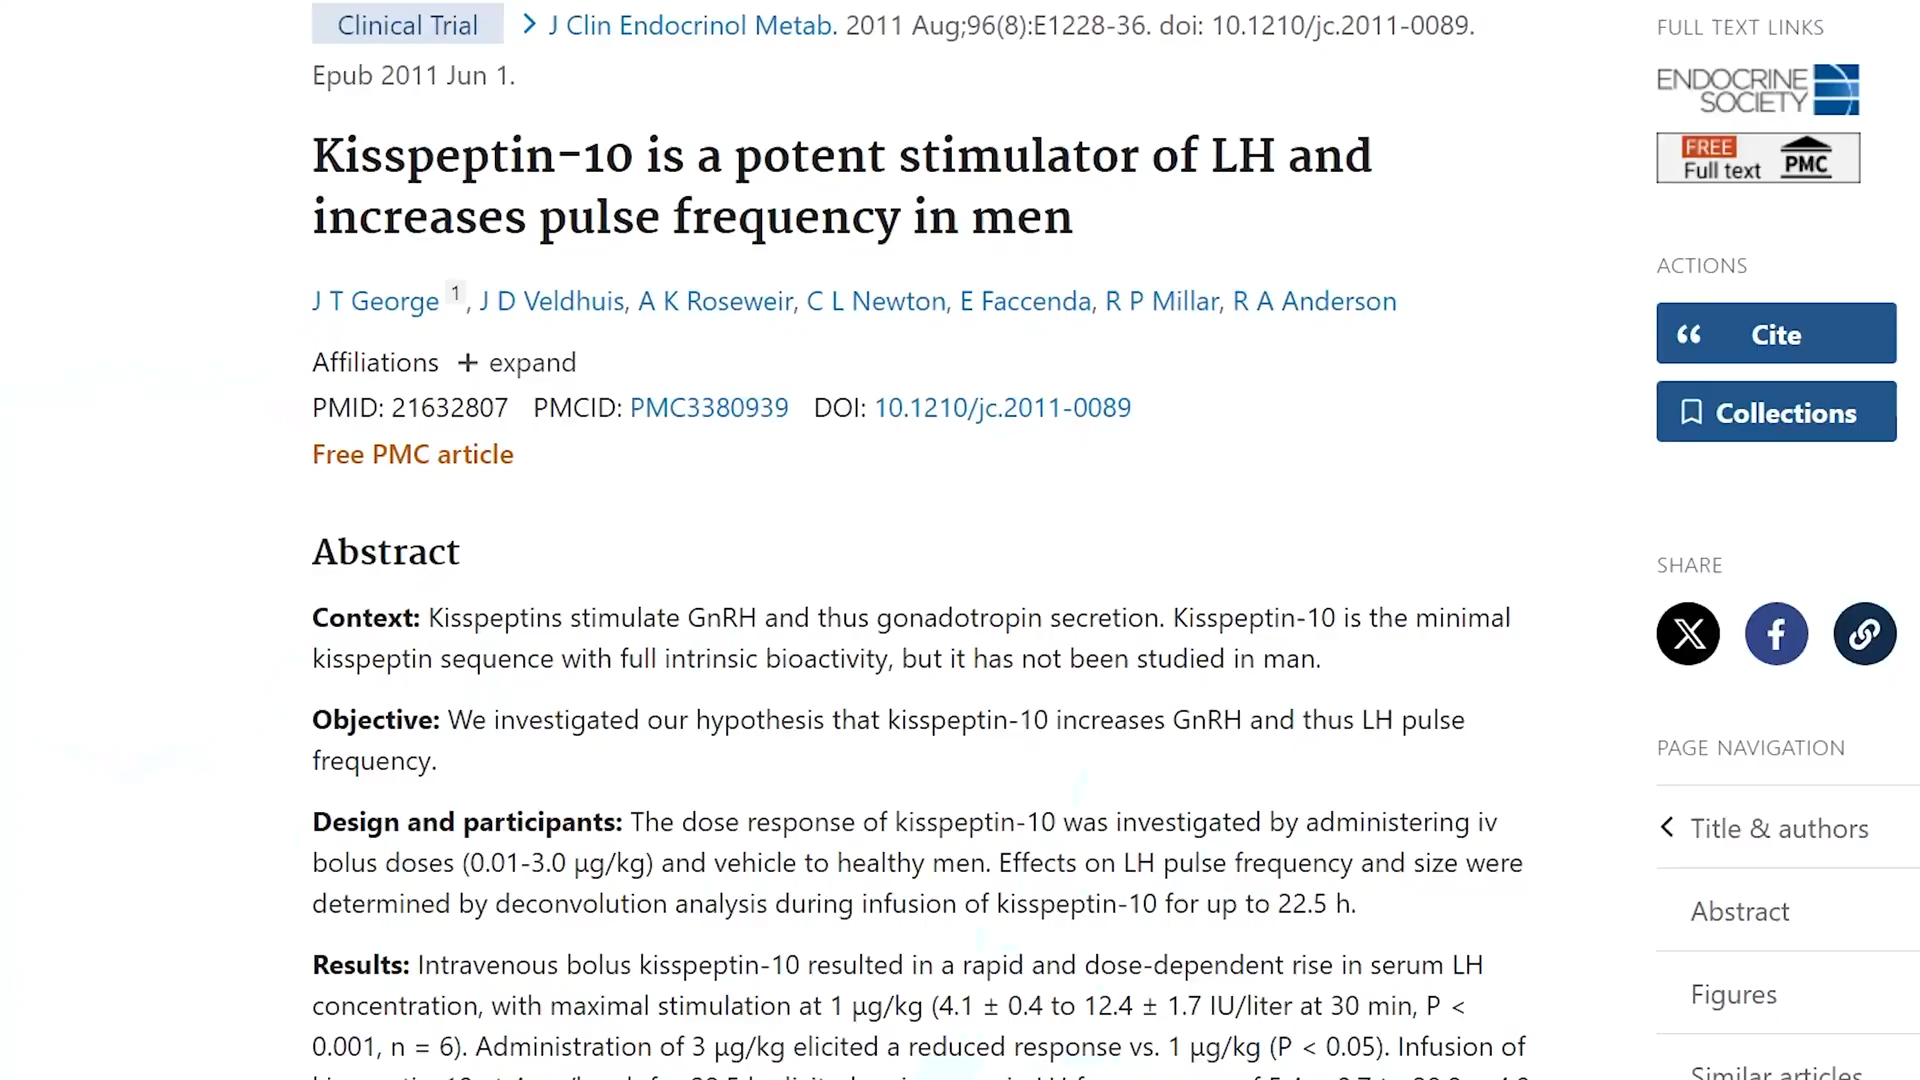 Clinical Trial > J Clin Endocrinol Metab. 2011 Aug;96(8):E1228-36. doi: 10.1210/jc.2011-0089.
Epub 2011 Jun 1.
Kisspeptin-10 is a potent stimulator of LH and
increases pulse frequency in men
J T George 1, J D Veldhuis, A K Roseweir, C L Newton, E Faccenda, R P Millar, R A Anderson
Affiliations + expand
PMID: 21632807 PMCID: PMC3380939 DOI: 10.1210/jc.2011-0089
Free PMC article
Abstract
Context: Kisspeptins stimulate GnRH and thus gonadotropin secretion. Kisspeptin-10 is the minimal
kisspeptin sequence with full intrinsic bioactivity, but it has not been studied in man.
Objective: We investigated our hypothesis that kisspeptin-10 increases GnRH and thus LH pulse
frequency.
Design and participants: The dose response of kisspeptin-10 was investigated by administering iv
bolus doses (0.01-3.0 μg/kg) and vehicle to healthy men. Effects on LH pulse frequency and size were
determined by deconvolution analysis during infusion of kisspeptin-10 for up to 22.5 h.
Results: Intravenous bolus kisspeptin-10 resulted in a rapid and dose-dependent rise in serum LH
concentration, with maximal stimulation at 1 μg/kg (4.1 ± 0.4 to 12.4 ± 1.7 IU/liter at 30 min, P <
0.001, n = 6). Administration of 3 μg/kg elicited a reduced response vs. 1 μg/kg (P < 0.05). Infusion of
FULL TEXT LINKS
ENDOCRINE
SOCIETY
FREE
Full text PMC
ACTIONS
Cite
Collections
SHARE
PAGE NAVIGATION
Title & authors
Abstract
Figures
Similar articles